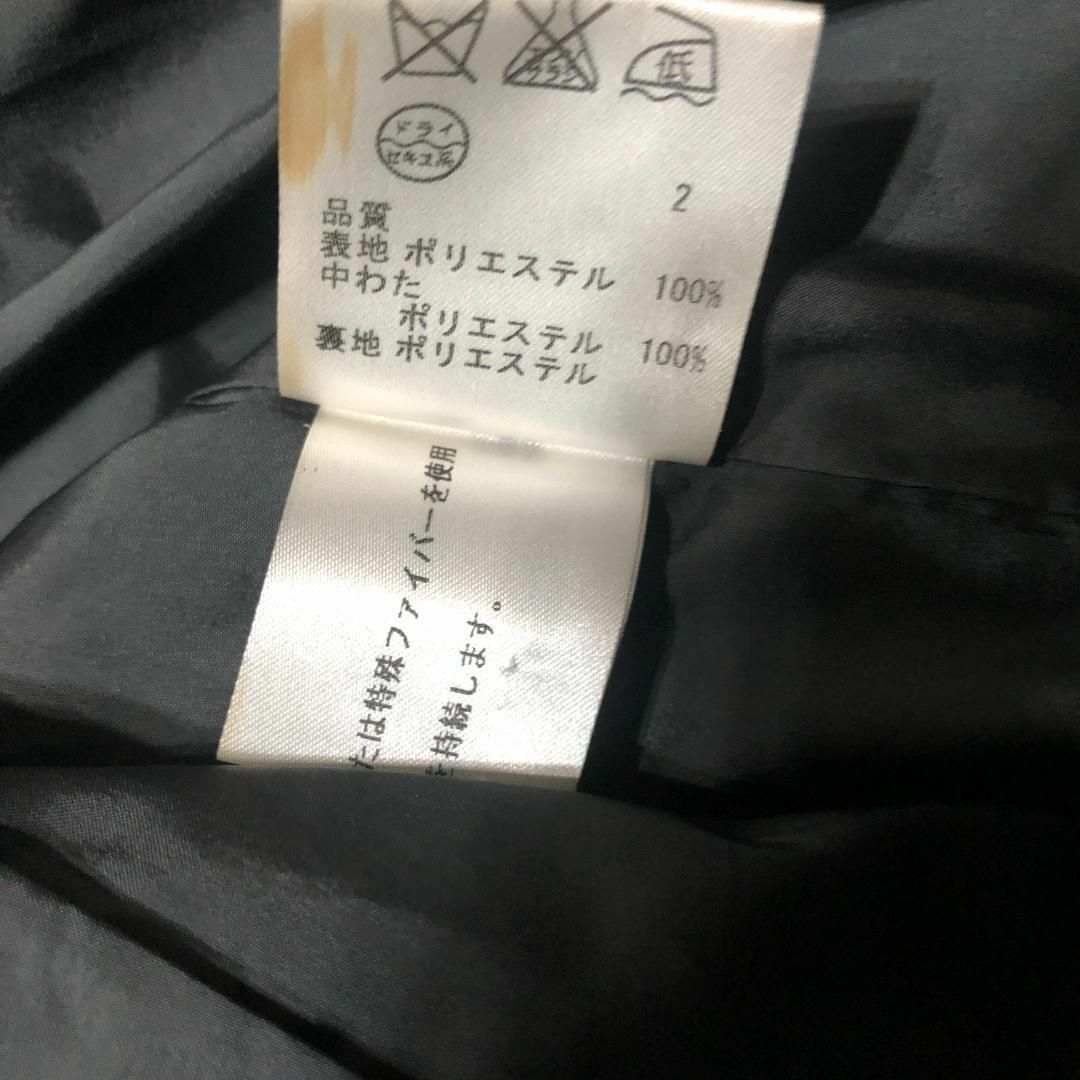 低
ドライ
セキユ系
2
品質
表地 ポリエステル 100%
中わた
ポリエステル 100%
裏地 ポリエステル
たは特殊ファイバーを使用
を持続します。